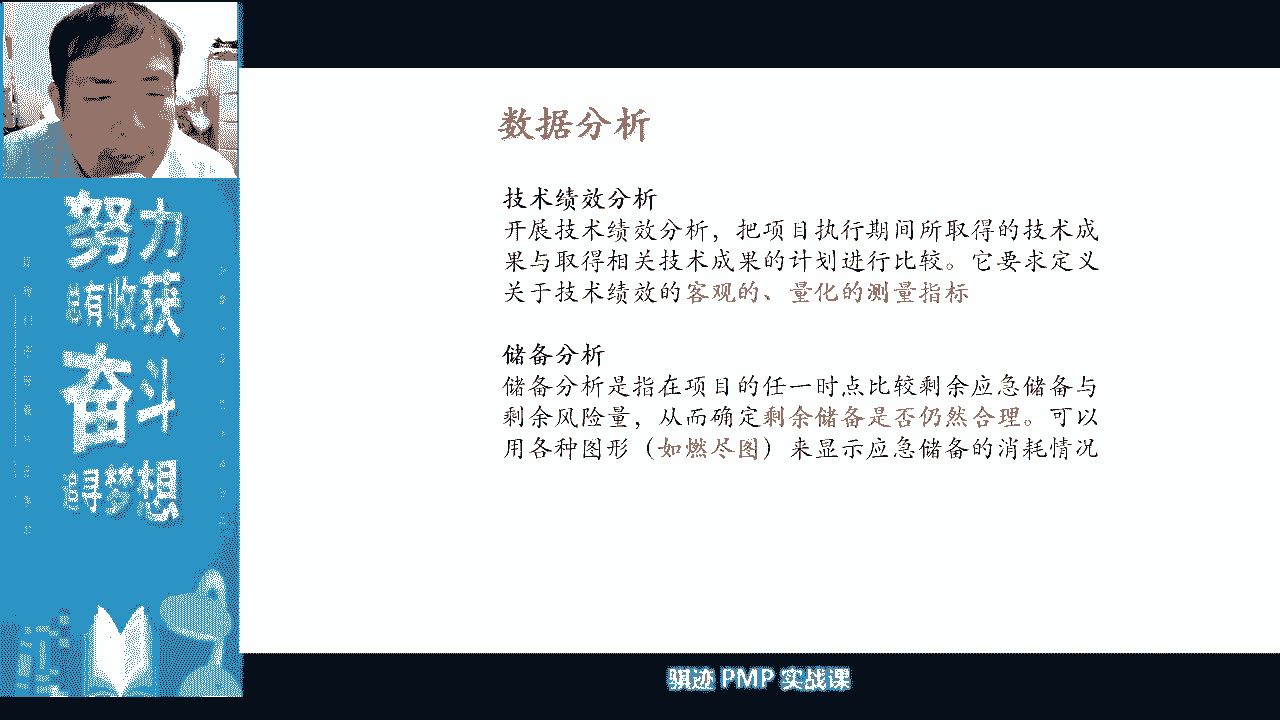 数据分析
技术绩效分析
开展技术绩效分析，把项目执行期间所取得的技术成
果与取得相关技术成果的计划进行比较。它要求定义
关于技术绩效的客观的、量化的测量指标
储备分析
储备分析是指在项目的任一时点比较剩余应急储备与
剩余风险量，从而确定剩余储备是否仍然合理。可以
用各种图形（如燃尽图）来显示应急储备的消耗情况
努力
总有收获
奋斗
追寻梦想
骐迹 PMP 实战课